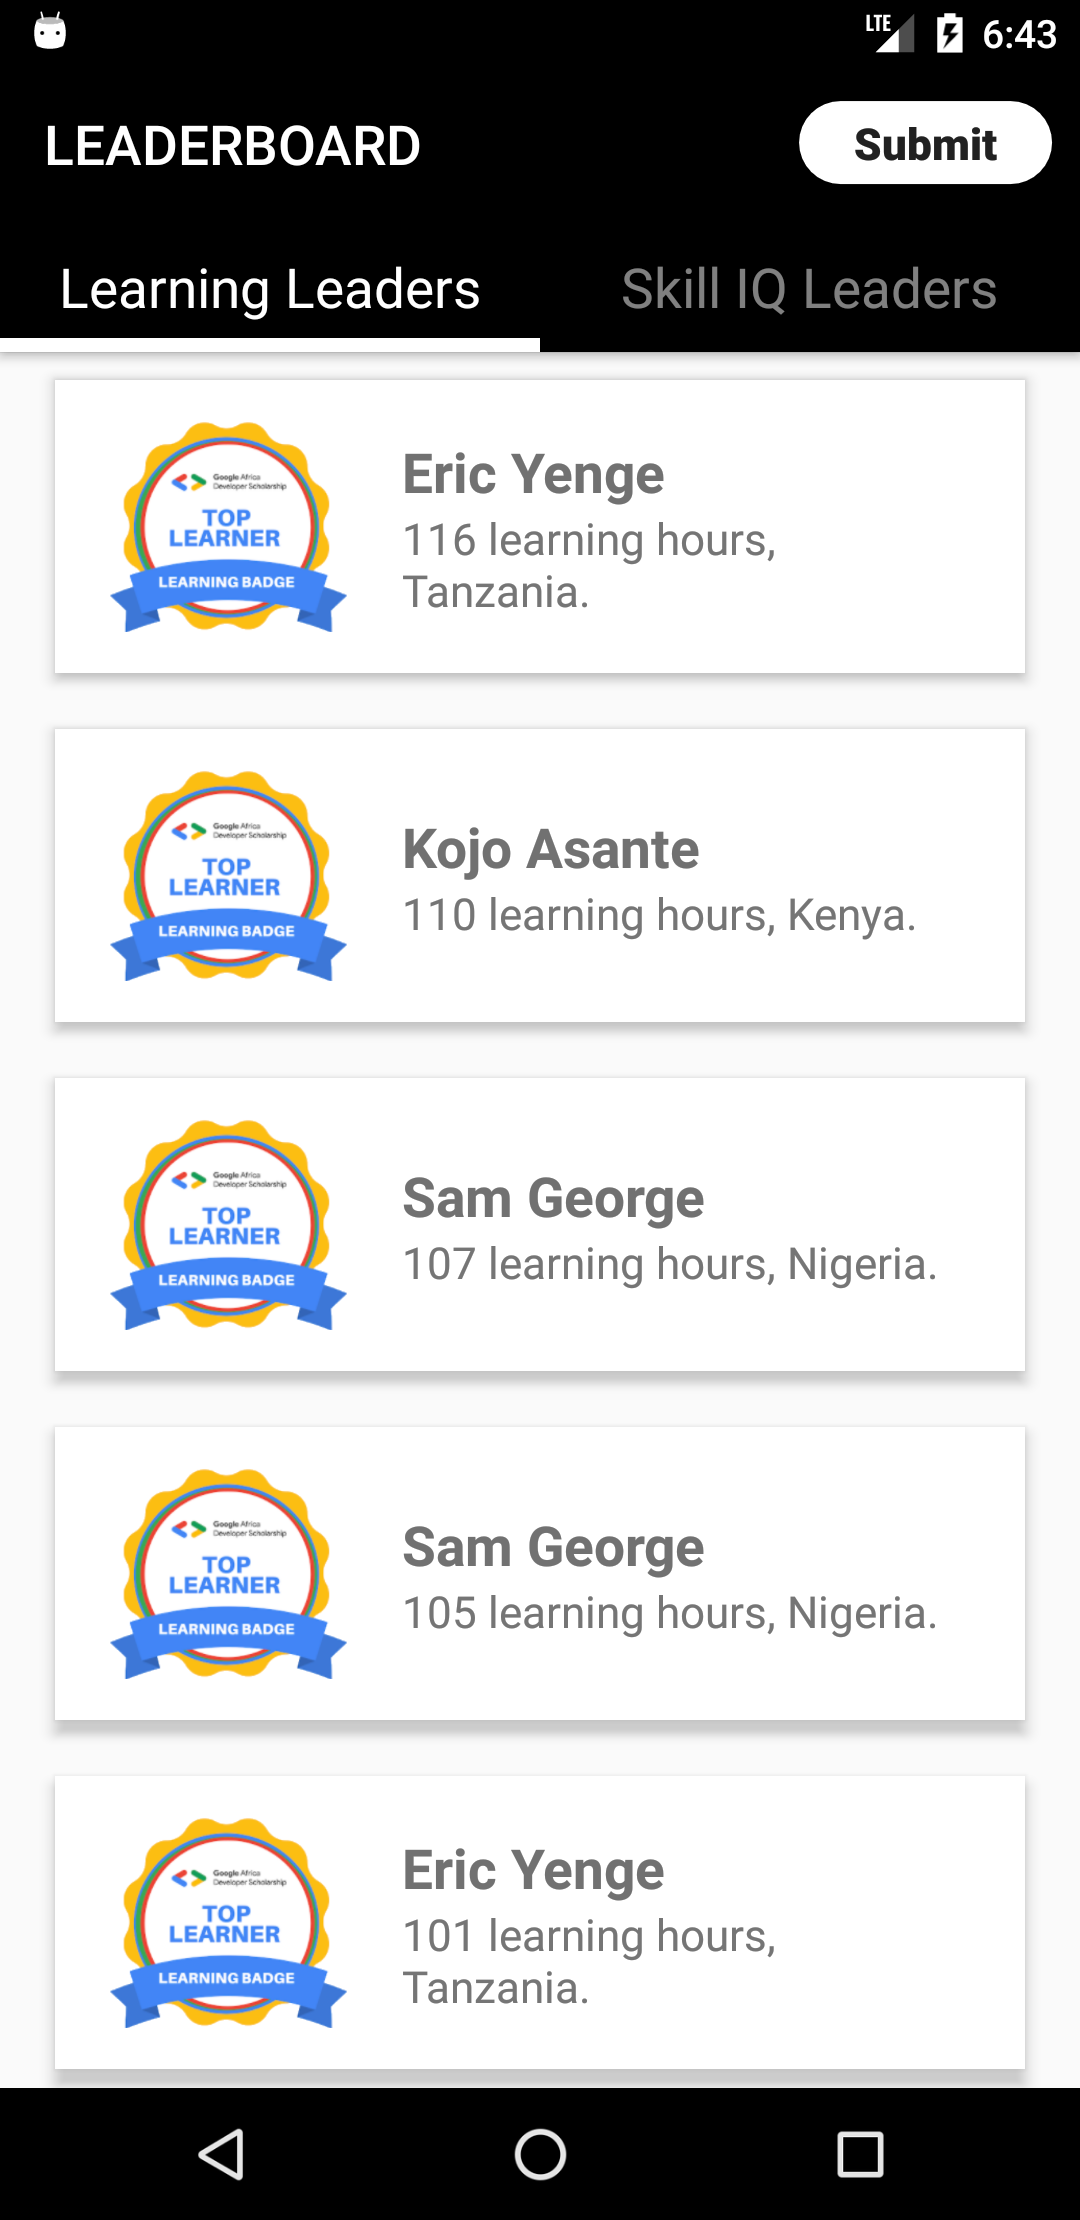 LTE 6:43
LEADERBOARD Submit
Learning Leaders Skill IQ Leaders
Google Africa
Developer Scholarship
TOP
LEARNER
LEARNING BADGE
Eric Yenge
116 learning hours,
Tanzania.
Google Africa
Developer Scholarship
TOP
LEARNER
LEARNING BADGE
Kojo Asante
110 learning hours, Kenya.
Google Africa
Developer Scholarship
TOP
LEARNER
LEARNING BADGE
Sam George
107 learning hours, Nigeria.
Google Africa
Developer Scholarship
TOP
LEARNER
LEARNING BADGE
Sam George
105 learning hours, Nigeria.
Google Africa
Developer Scholarship
TOP
LEARNER
LEARNING BADGE
Eric Yenge
101 learning hours,
Tanzania.